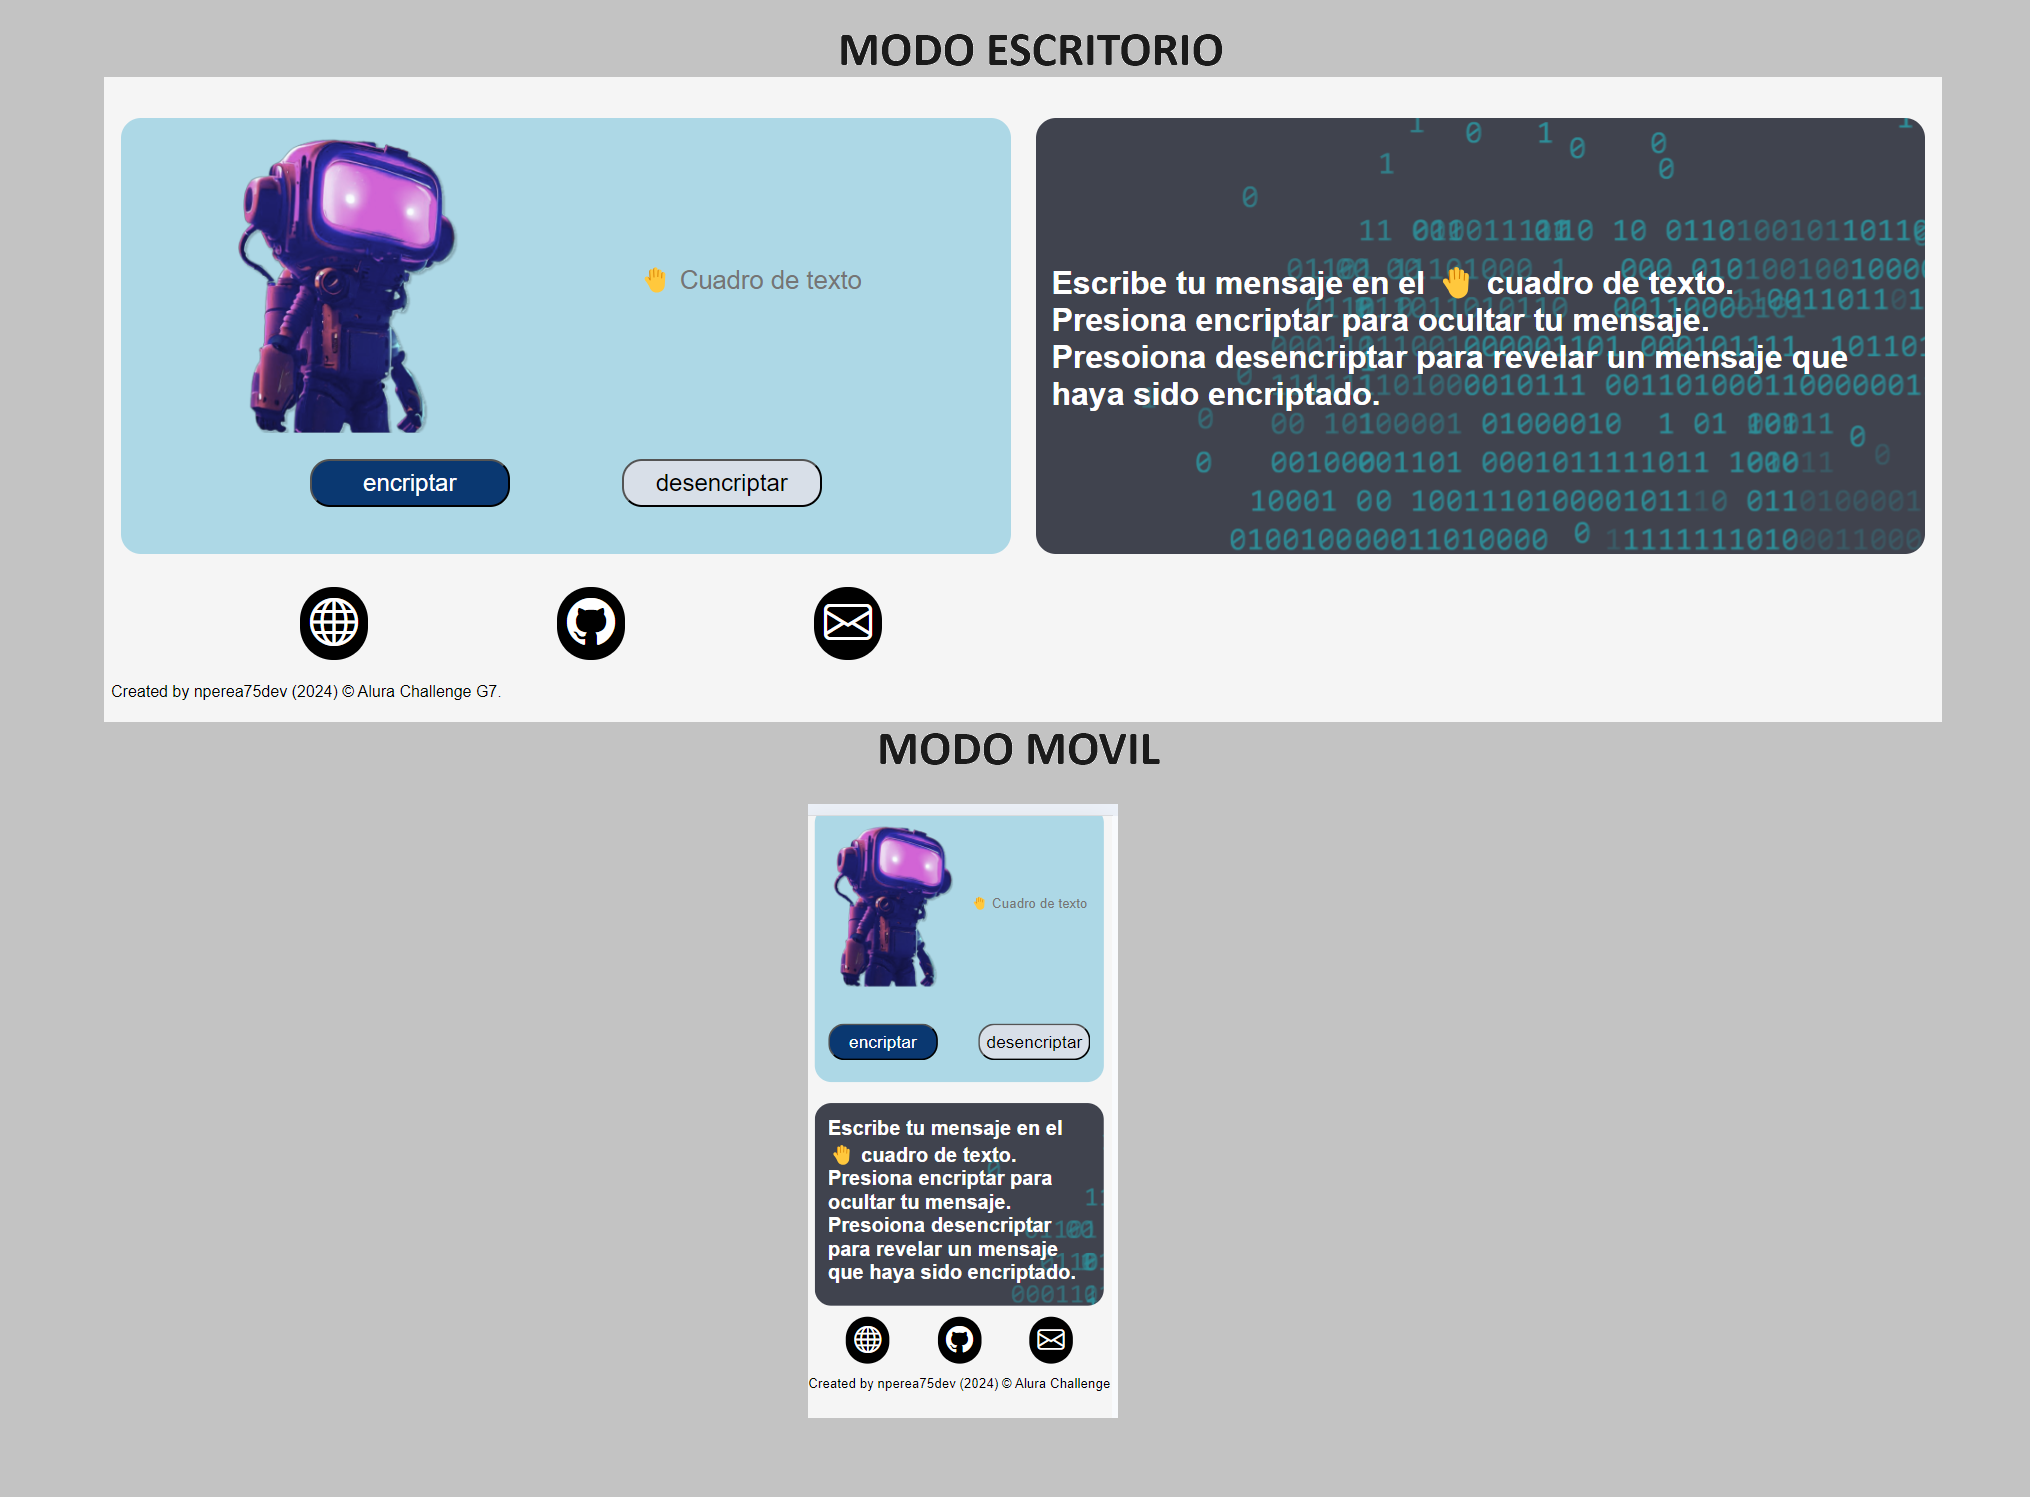 MODO ESCRITORIO
🤚 Cuadro de texto
encriptar
desencriptar
Escribe tu mensaje en el 🤚 cuadro de texto.
Presiona encriptar para ocultar tu mensaje.
Presoiona desencriptar para revelar un mensaje que
haya sido encriptado.
Created by nperea75dev (2024) © Alura Challenge G7.
MODO MOVIL
🤚 Cuadro de texto
encriptar
desencriptar
Escribe tu mensaje en el
🤚 cuadro de texto.
Presiona encriptar para
ocultar tu mensaje.
Presoiona desencriptar
para revelar un mensaje
que haya sido encriptado.
Created by nperea75dev (2024) © Alura Challenge